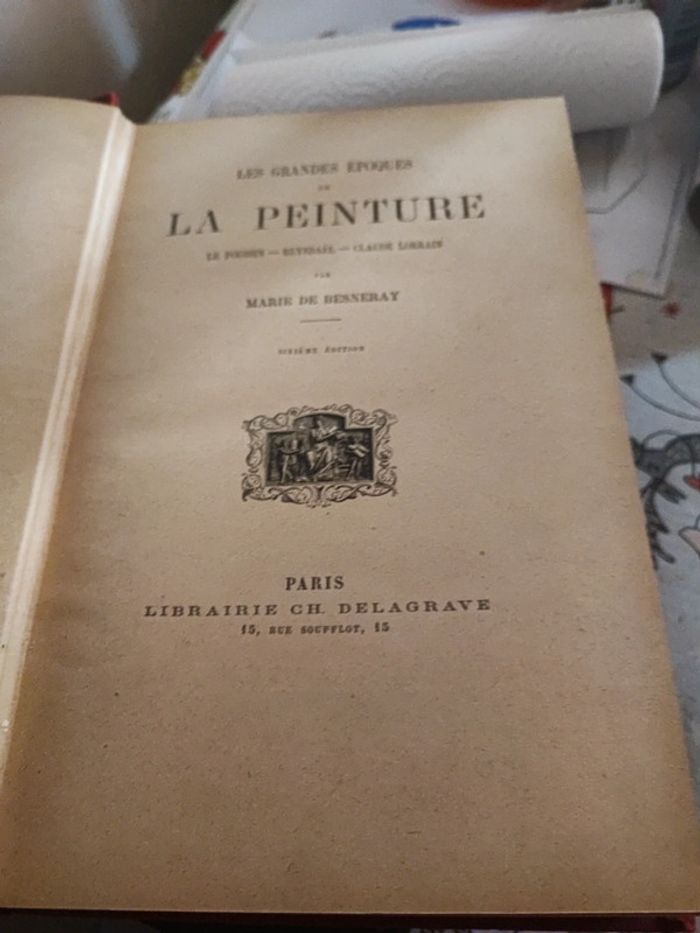 LES GRANDES ÉPOQUES
DE
LA PEINTURE
LE POUSSIN — RUYSDAËL — CLAUDE LORRAIN
PAR
MARIE DE BESNERAY
SIXIÈME ÉDITION
PARIS
LIBRAIRIE CH. DELAGRAVE
15, RUE SOUFFLOT, 15